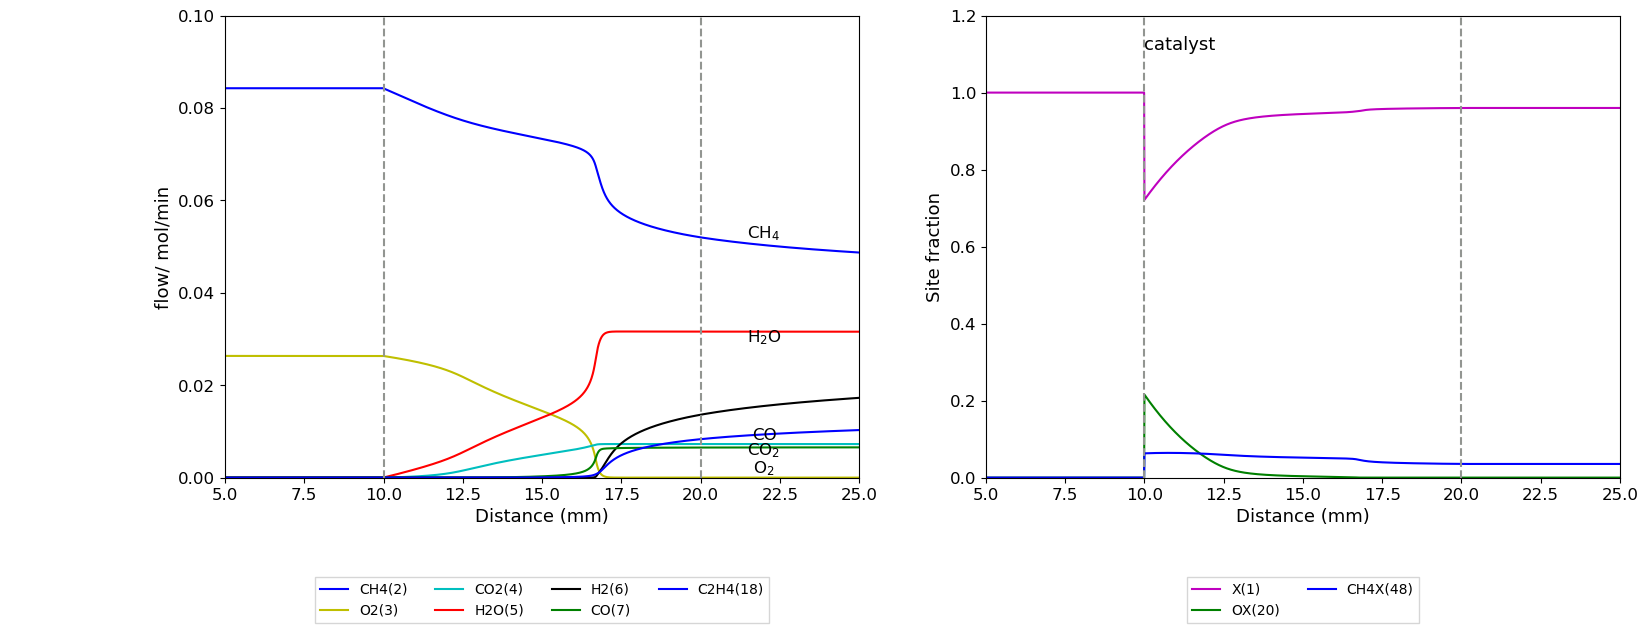 0.10
0.08
0.06
0.04
0.02
0.00
flow/ mol/min
CH₄
H₂O
CO
CO₂
O₂
5.0 7.5 10.0 12.5 15.0 17.5 20.0 22.5 25.0
Distance (mm)
CH4(2) CO2(4) H2(6) C2H4(18)
O2(3) H2O(5) CO(7)
1.2
1.0
0.8
0.6
0.4
0.2
0.0
Site fraction
catalyst
5.0 7.5 10.0 12.5 15.0 17.5 20.0 22.5 25.0
Distance (mm)
X(1) CH4X(48)
OX(20)